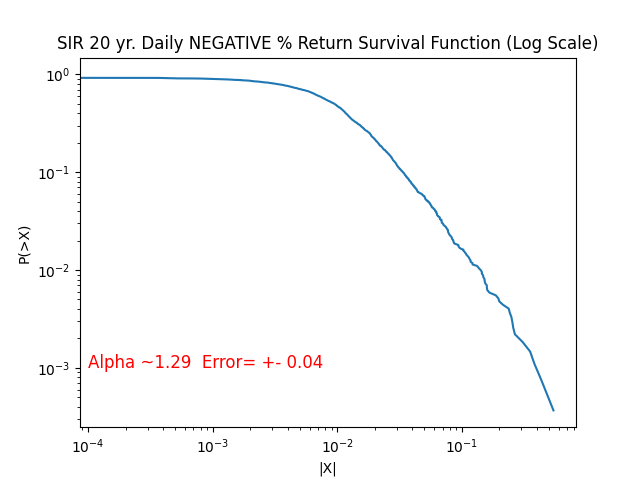 SIR 20 yr. Daily NEGATIVE % Return Survival Function (Log Scale)
10^0
10^-1
10^-2
10^-3
P(>X)
Alpha ~1.29  Error= +- 0.04
10^-4 10^-3 10^-2 10^-1
|X|